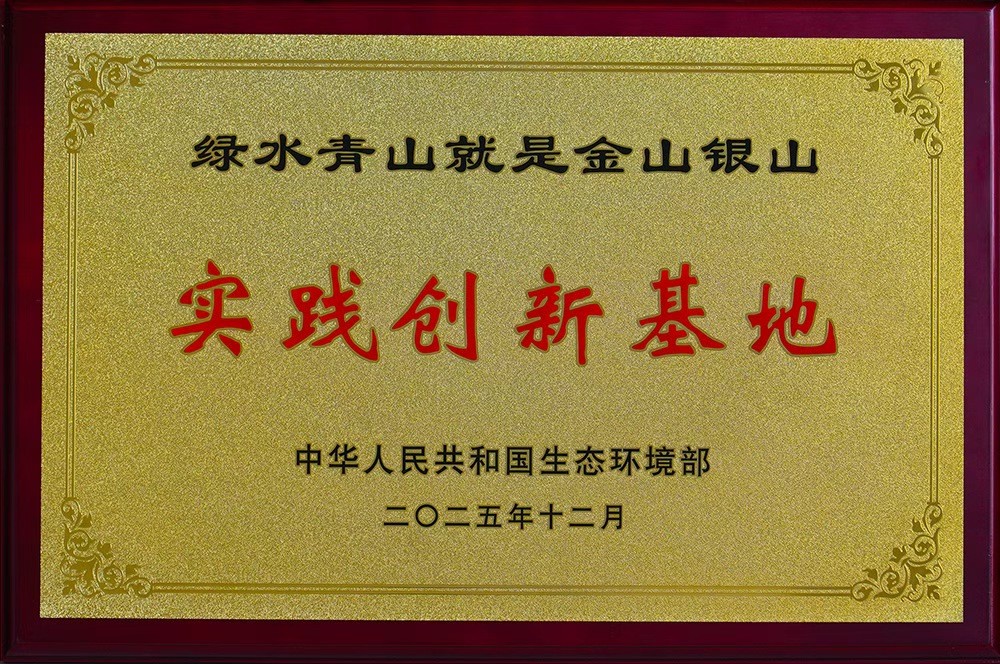 绿水青山就是金山银山
实践创新基地
中华人民共和国生态环境部
二〇二五年十二月